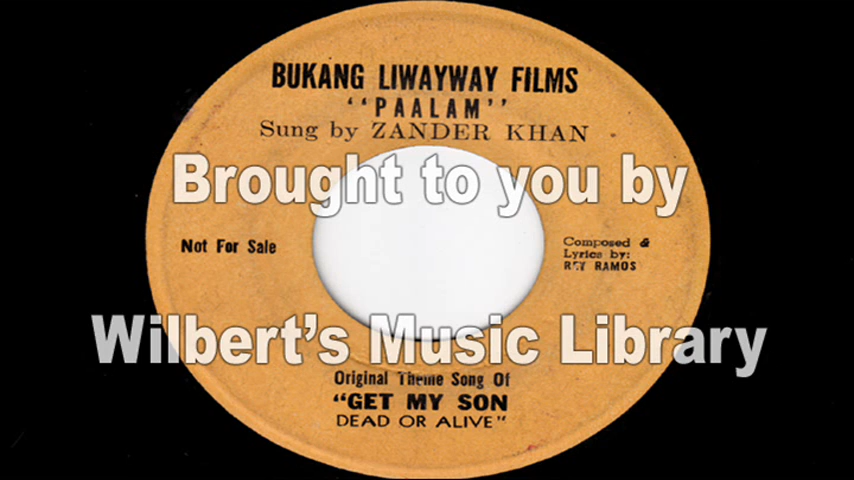 BUKANG LIWAYWAY FILMS
"PAALAM"
Sung by ZANDER KHAN
Brought to you by
Not For Sale
Composed &
Lyrics by:
REY RAMOS
Wilbert's Music Library
Original Theme Song Of
"GET MY SON
DEAD OR ALIVE"